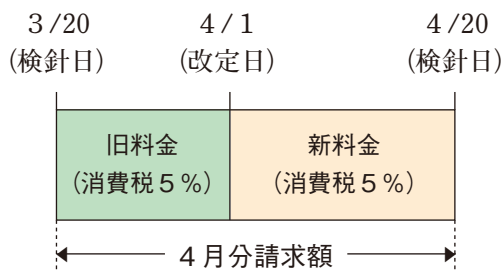 3/20
(検針日)
4/1
(改定日)
4/20
(検針日)
旧料金
(消費税5%)
新料金
(消費税5%)
4月分請求額